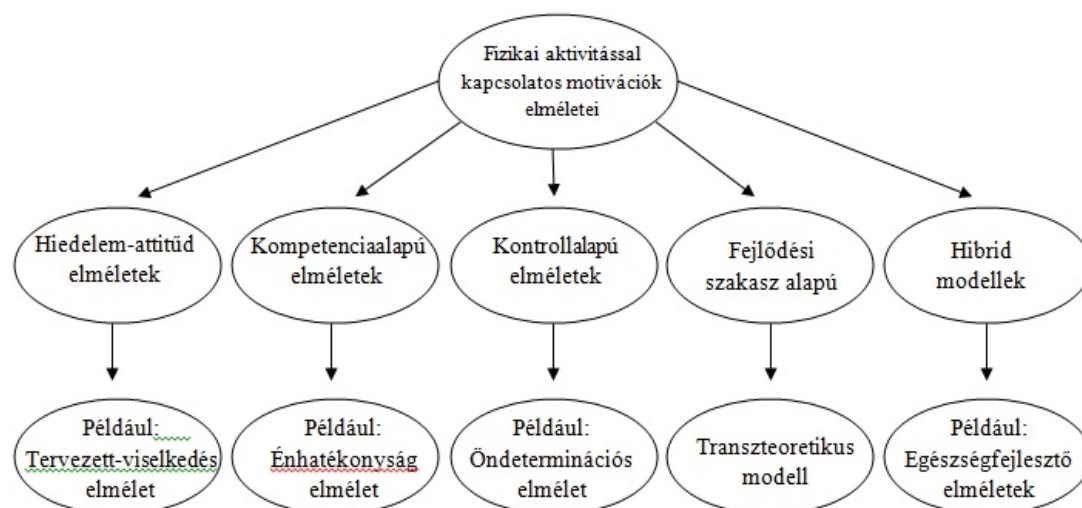 Fizikai aktivitással
kapcsolatos motivációk
elméletei
Hiedelem-attitűd
elméletek
Kompetenciaalapú
elméletek
Kontrollalapú
elméletek
Fejlődési
szakasz alapú
Hibrid
modellek
Például:
Tervezett-viselkedés
elmélet
Például:
Énhatékonyság
elmélet
Például:
Öndeterminációs
elmélet
Transzteoretikus
modell
Például:
Egészségfejlesztő
elméletek